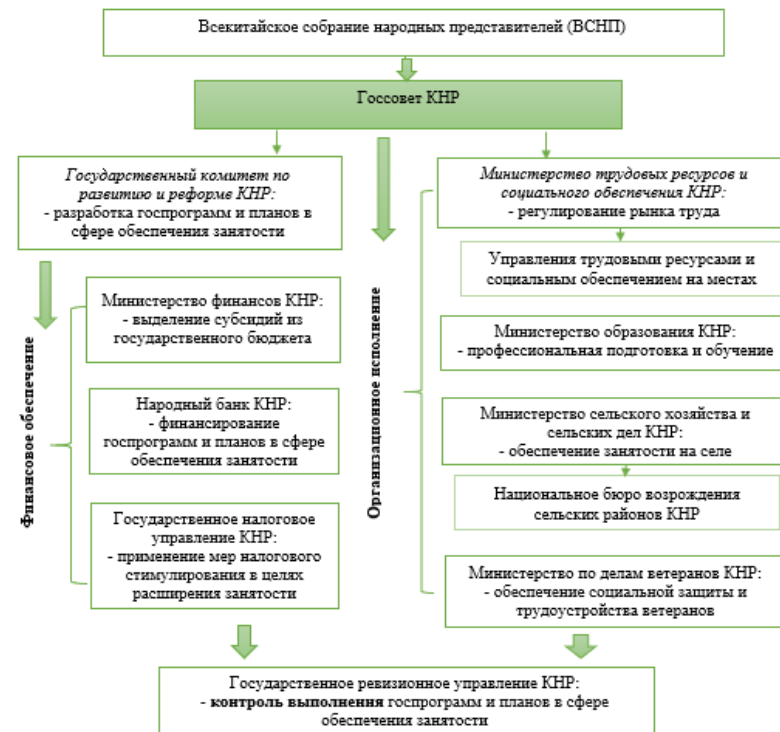 Всекитайское собрание народных представителей (ВСНП)
Госсовет КНР
Государственный комитет по
развитию и реформе КНР:
- разработка госпрограмм и планов в
сфере обеспечения занятости
Финансовое обеспечение
Министерство финансов КНР:
- выделение субсидий из
государственного бюджета
Народный банк КНР:
- финансирование
госпрограмм и планов в сфере
обеспечения занятости
Государственное налоговое
управление КНР:
- применение мер налогового
стимулирования в целях
расширения занятости
Организационное исполнение
Министерство трудовых ресурсов и
социального обеспечения КНР:
- регулирование рынка труда
Управления трудовыми ресурсами и
социальным обеспечением на местах
Министерство образования КНР:
- профессиональная подготовка и обучение
Министерство сельского хозяйства и
сельских дел КНР:
- обеспечение занятости на селе
Национальное бюро возрождения
сельских районов КНР
Министерство по делам ветеранов КНР:
- обеспечение социальной защиты и
трудоустройства ветеранов
Государственное ревизионное управление КНР:
- контроль выполнения госпрограмм и планов в сфере
обеспечения занятости